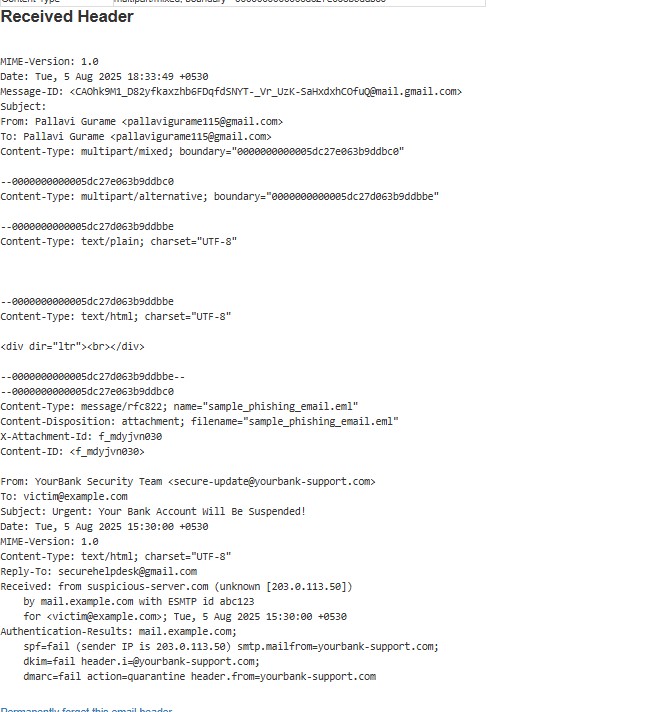 Received Header
MIME-Version: 1.0
Date: Tue, 5 Aug 2025 18:33:49 +0530
Message-ID: <CAOhk9M1_D82yfkaxzhb6FDqfdSNYT-_Vr_UzK-SaHxdxhCOfuQ@mail.gmail.com>
Subject:
From: Pallavi Gurame <pallavigurame115@gmail.com>
To: Pallavi Gurame <pallavigurame115@gmail.com>
Content-Type: multipart/mixed; boundary="0000000000005dc27e063b9ddbc0"
--0000000000005dc27e063b9ddbc0
Content-Type: multipart/alternative; boundary="0000000000005dc27d063b9ddbbe"
--0000000000005dc27d063b9ddbbe
Content-Type: text/plain; charset="UTF-8"
--0000000000005dc27d063b9ddbbe
Content-Type: text/html; charset="UTF-8"
<div dir="ltr"><br></div>
--0000000000005dc27d063b9ddbbe--
--0000000000005dc27e063b9ddbc0
Content-Type: message/rfc822; name="sample_phishing_email.eml"
Content-Disposition: attachment; filename="sample_phishing_email.eml"
X-Attachment-Id: f_mdyjvn030
Content-ID: <f_mdyjvn030>
From: YourBank Security Team <secure-update@yourbank-support.com>
To: victim@example.com
Subject: Urgent: Your Bank Account Will Be Suspended!
Date: Tue, 5 Aug 2025 15:30:00 +0530
MIME-Version: 1.0
Content-Type: text/html; charset="UTF-8"
Reply-To: securehelpdesk@gmail.com
Received: from suspicious-server.com (unknown [203.0.113.50])
by mail.example.com with ESMTP id abc123
for <victim@example.com>; Tue, 5 Aug 2025 15:30:00 +0530
Authentication-Results: mail.example.com;
spf=fail (sender IP is 203.0.113.50) smtp.mailfrom=yourbank-support.com;
dkim=fail header.i=@yourbank-support.com;
dmarc=fail action=quarantine header.from=yourbank-support.com
Permanently forget this email header